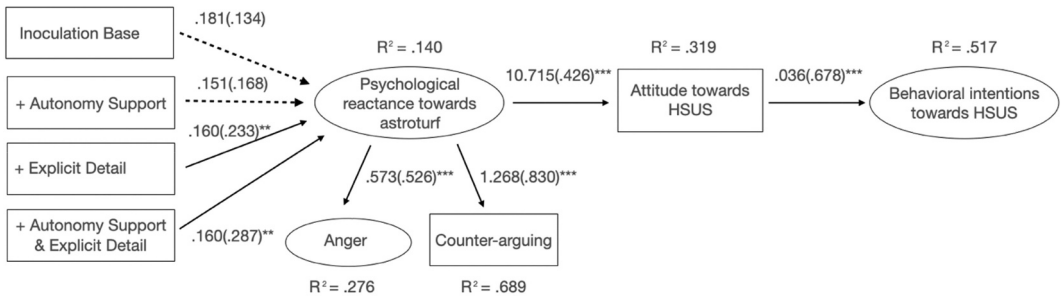 Inoculation Base
.181(.134)
+ Autonomy Support
.151(.168)
+ Explicit Detail
.160(.233)**
+ Autonomy Support
& Explicit Detail
.160(.287)**
R² = .140
Psychological
reactance towards
astroturf
10.715(.426)***
R² = .319
Attitude towards
HSUS
.036(.678)***
R² = .517
Behavioral intentions
towards HSUS
.573(.526)***
1.268(.830)***
Anger
Counter-arguing
R² = .276
R² = .689